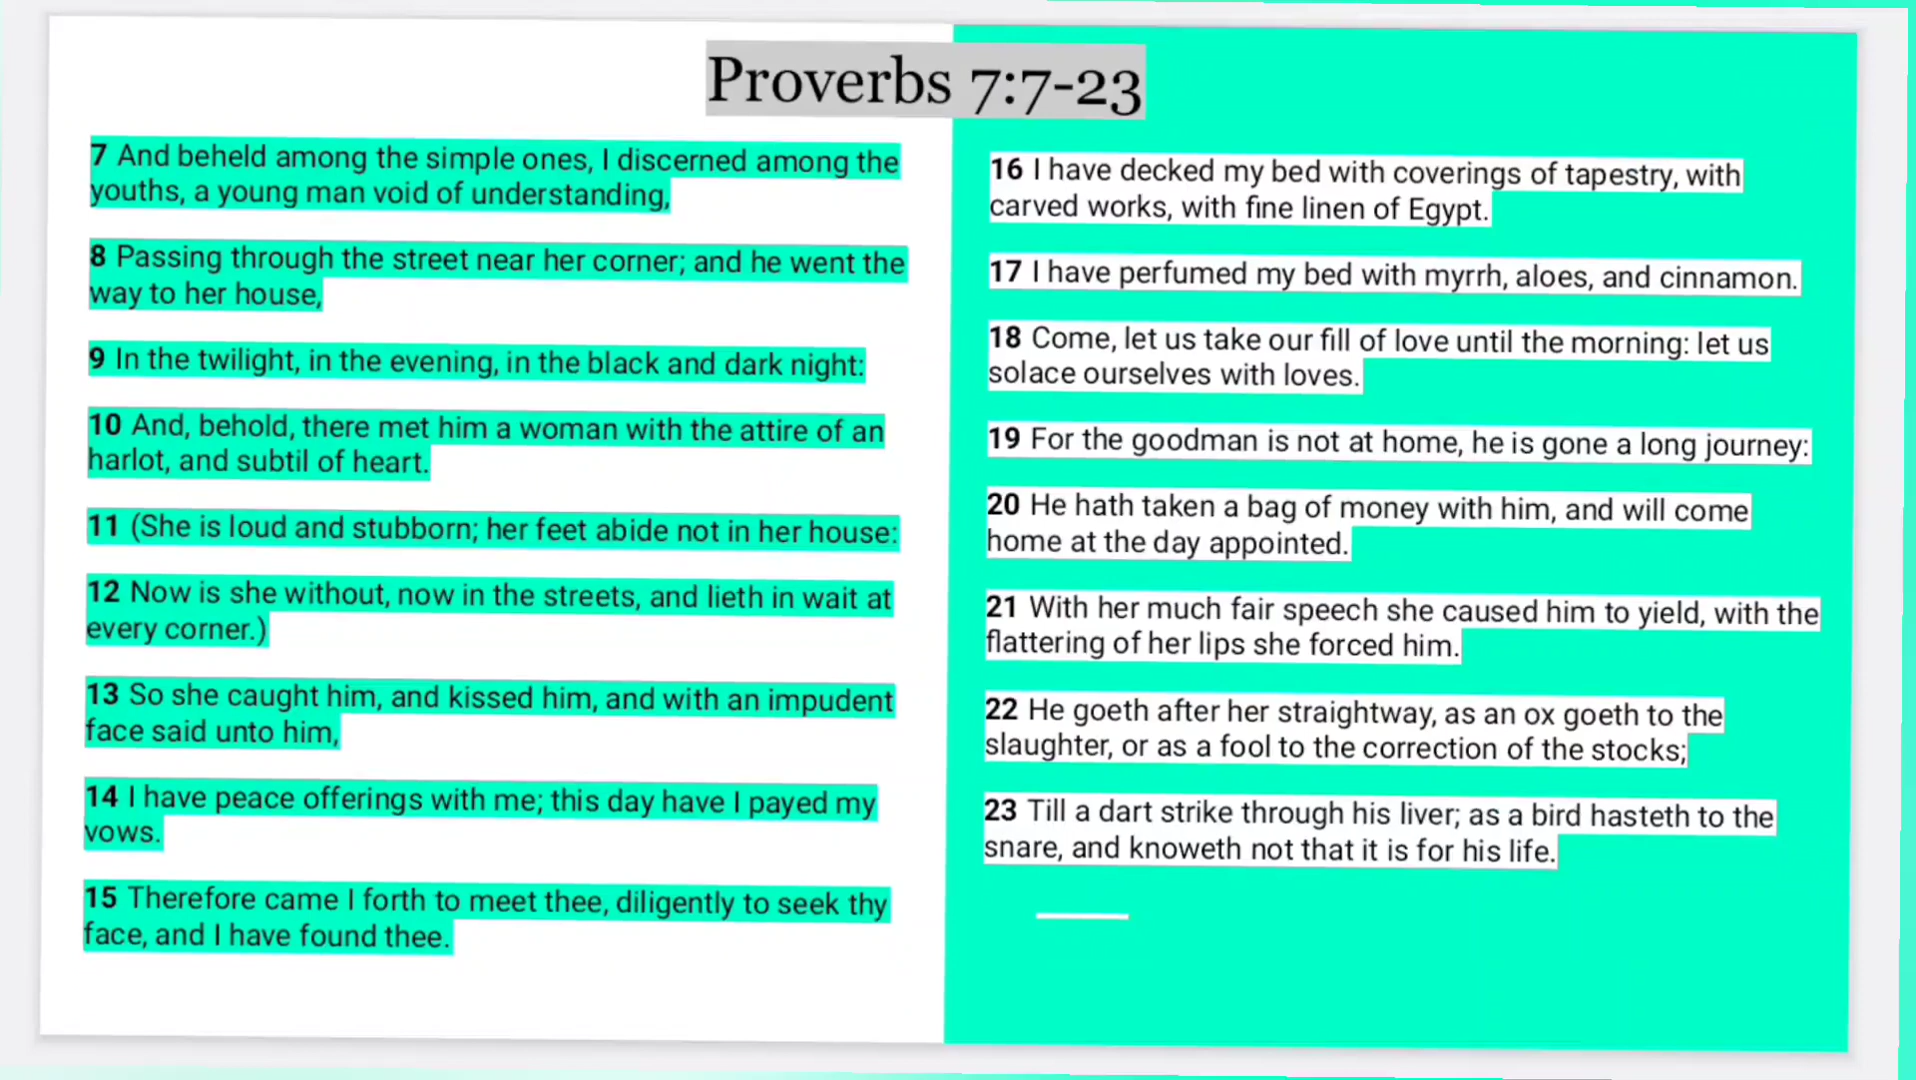 Proverbs 7:7-23
7 And beheld among the simple ones, I discerned among the
youths, a young man void of understanding,
8 Passing through the street near her corner; and he went the
way to her house,
9 In the twilight, in the evening, in the black and dark night:
10 And, behold, there met him a woman with the attire of an
harlot, and subtil of heart.
11 (She is loud and stubborn; her feet abide not in her house:
12 Now is she without, now in the streets, and lieth in wait at
every corner.)
13 So she caught him, and kissed him, and with an impudent
face said unto him,
14 I have peace offerings with me; this day have I payed my
vows.
15 Therefore came I forth to meet thee, diligently to seek thy
face, and I have found thee.
16 I have decked my bed with coverings of tapestry, with
carved works, with fine linen of Egypt.
17 I have perfumed my bed with myrrh, aloes, and cinnamon.
18 Come, let us take our fill of love until the morning: let us
solace ourselves with loves.
19 For the goodman is not at home, he is gone a long journey:
20 He hath taken a bag of money with him, and will come
home at the day appointed.
21 With her much fair speech she caused him to yield, with the
flattering of her lips she forced him.
22 He goeth after her straightway, as an ox goeth to the
slaughter, or as a fool to the correction of the stocks;
23 Till a dart strike through his liver; as a bird hasteth to the
snare, and knoweth not that it is for his life.